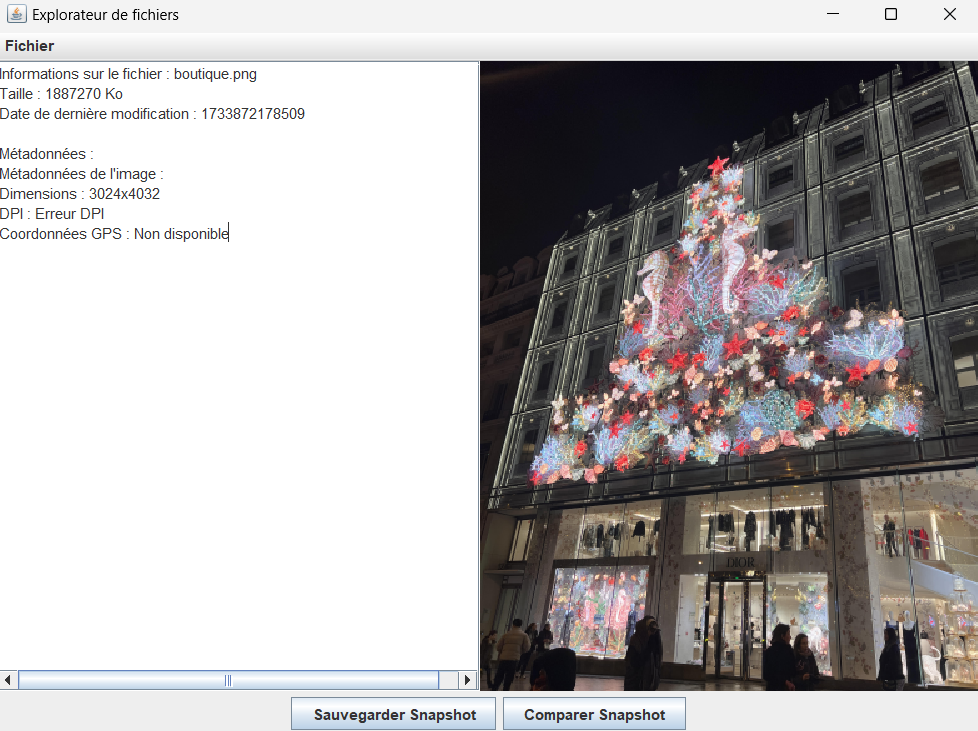 Explorateur de fichiers
Fichier
Informations sur le fichier : boutique.png
Taille : 1887270 Ko
Date de dernière modification : 1733872178509
Métadonnées :
Métadonnées de l'image :
Dimensions : 3024x4032
DPI : Erreur DPI
Coordonnées GPS : Non disponible
DIOR
Sauvegarder Snapshot
Comparer Snapshot